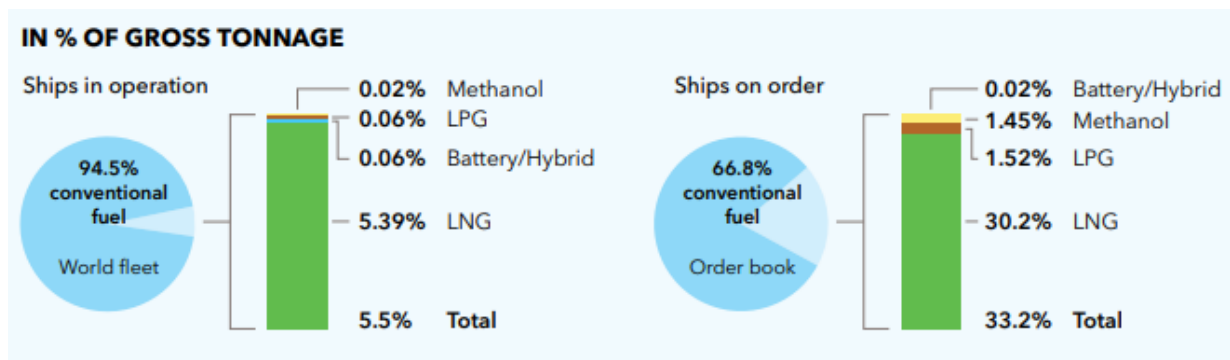 IN % OF GROSS TONNAGE
Ships in operation
94.5%
conventional
fuel
World fleet
0.02% Methanol
0.06% LPG
0.06% Battery/Hybrid
5.39% LNG
5.5% Total
Ships on order
66.8%
conventional
fuel
Order book
0.02% Battery/Hybrid
1.45% Methanol
1.52% LPG
30.2% LNG
33.2% Total